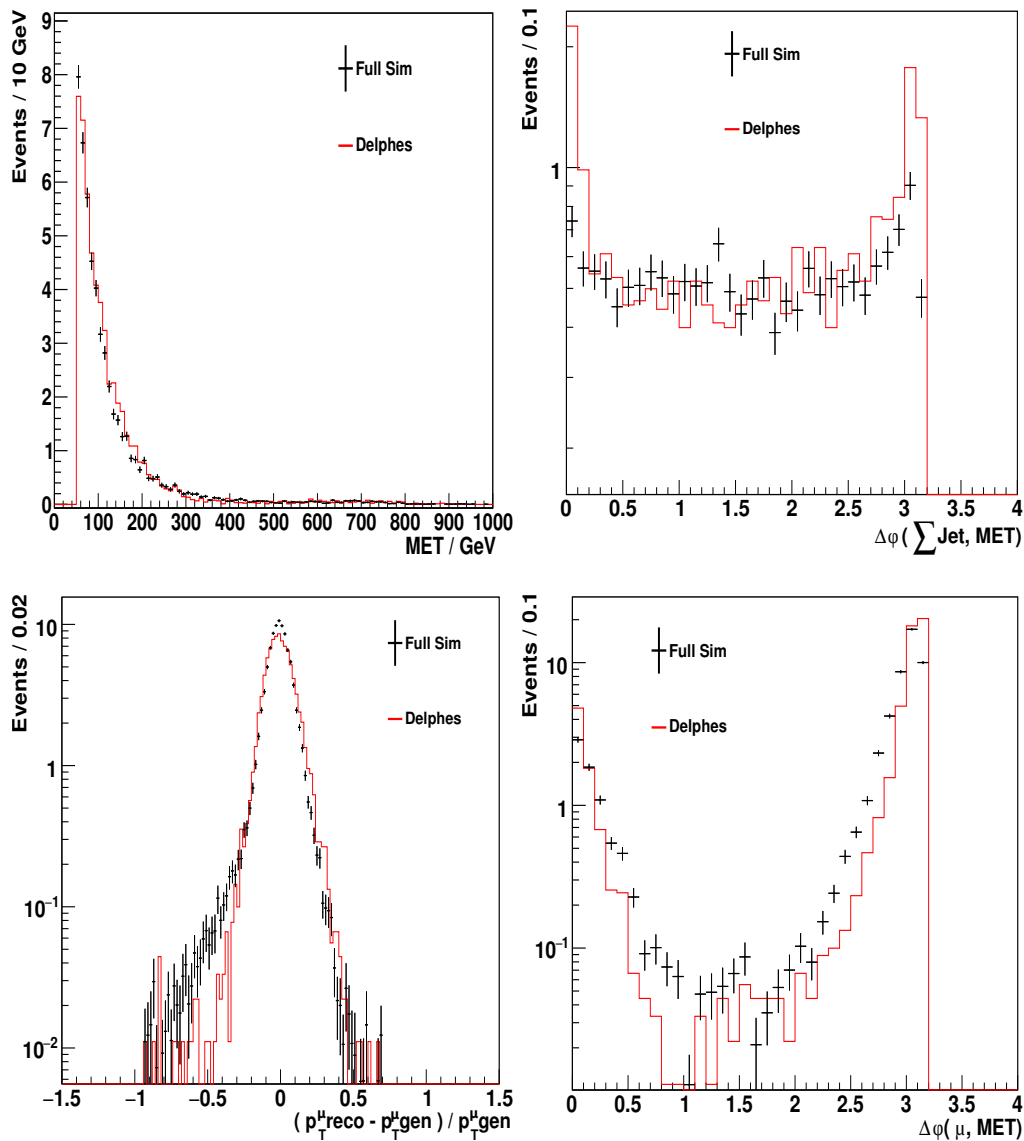 Events / 10 GeV
9
8
7
6
5
4
3
2
1
0
Full Sim
Delphes
0 100 200 300 400 500 600 700 800 900 1000
MET / GeV
Events / 0.1
1
Full Sim
Delphes
0 0.5 1 1.5 2 2.5 3 3.5 4
Δφ ( ∑ Jet, MET)
Events / 0.02
10
1
10⁻¹
10⁻²
Full Sim
Delphes
−1.5 −1 −0.5 0 0.5 1 1.5
( p_T^μ reco - p_T^μ gen ) / p_T^μ gen
Events / 0.1
10
1
10⁻¹
Full Sim
Delphes
0 0.5 1 1.5 2 2.5 3 3.5 4
Δφ( μ, MET)